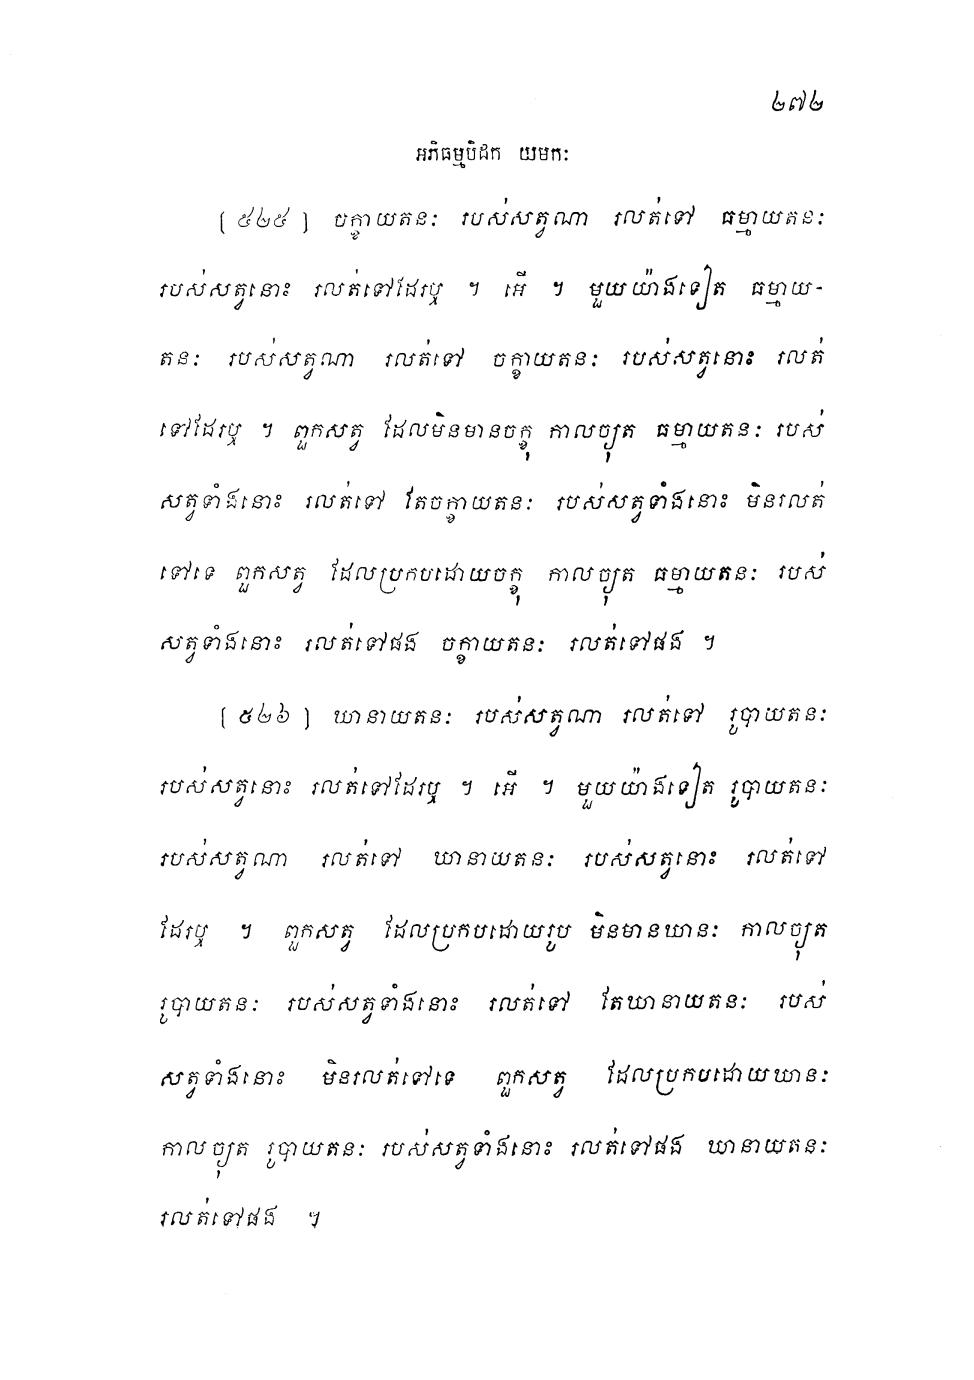 ២៧២
អភិធម្មបិដក យមកៈ
[ ៥២៥ ] ចក្ខាយតនៈ របស់សត្វណា រលត់ទៅ ធម្មាយតនៈ
របស់សត្វនោះ រលត់ទៅដែរឬ ។ អើ ។ មួយយ៉ាងទៀត ធម្មាយ-
តនៈ របស់សត្វណា រលត់ទៅ ចក្ខាយតនៈ របស់សត្វនោះ រលត់
ទៅដែរឬ ។ ពួកសត្វ ដែលមិនមានចក្ខុ កាលច្យុត ធម្មាយតនៈ របស់
សត្វទាំងនោះ រលត់ទៅ តែចក្ខាយតនៈ របស់សត្វទាំងនោះ មិនរលត់
ទៅទេ ពួកសត្វ ដែលប្រកបដោយចក្ខុ កាលច្យុត ធម្មាយតនៈ របស់
សត្វទាំងនោះ រលត់ទៅផង ចក្ខាយតនៈ រលត់ទៅផង ។
[ ៥២៦ ] ឃានាយតនៈ របស់សត្វណា រលត់ទៅ រូបាយតនៈ
របស់សត្វនោះ រលត់ទៅដែរឬ ។ អើ ។ មួយយ៉ាងទៀត រូបាយតនៈ
របស់សត្វណា រលត់ទៅ ឃានាយតនៈ របស់សត្វនោះ រលត់ទៅ
ដែរឬ ។ ពួកសត្វ ដែលប្រកបដោយរូប មិនមានឃានៈ កាលច្យុត
រូបាយតនៈ របស់សត្វទាំងនោះ រលត់ទៅ តែឃានាយតនៈ របស់
សត្វទាំងនោះ មិនរលត់ទៅទេ ពួកសត្វ ដែលប្រកបដោយឃានៈ
កាលច្យុត រូបាយតនៈ របស់សត្វទាំងនោះ រលត់ទៅផង ឃានាយតនៈ
រលត់ទៅផង ។